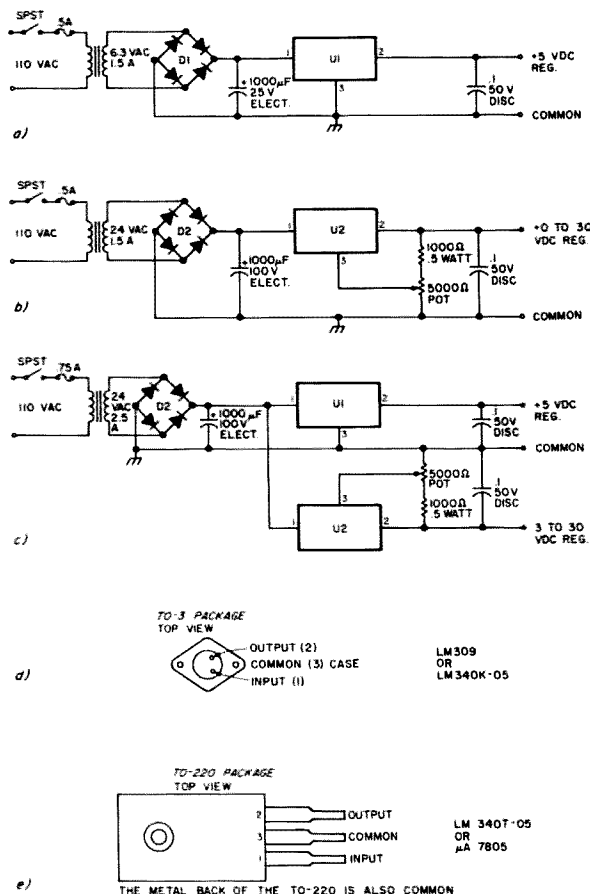 SPST
.5A
110 VAC
6.3 VAC
1.5 A
D1
+
1000µF
25V
ELECT.
1
U1
2
3
.1
50V
DISC
+5 VDC
REG.
COMMON
a)
SPST
.5A
110 VAC
24 VAC
1.5A
D2
+
1000µF
100V
ELECT.
1
U2
2
3
1000Ω
.5 WATT
5000Ω
POT
.1
50V
DISC
+0 TO 30
VDC REG.
COMMON
b)
SPST
.75A
110 VAC
24
VAC
2.5
A
D2
+
1000µF
100V
ELECT.
1
U1
2
3
.1
50V
DISC
+5 VDC
REG.
COMMON
3
5000Ω
POT
1000Ω
.5 WATT
.1
50V
DISC
1
U2
2
3 TO 30
VDC REG.
c)
TO-3 PACKAGE
TOP VIEW
OUTPUT (2)
COMMON (3) CASE
INPUT (1)
LM309
OR
LM340K-05
d)
TO-220 PACKAGE
TOP VIEW
2 OUTPUT
3 COMMON
1 INPUT
LM 340T-05
OR
µA 7805
e)
THE METAL BACK OF THE TO-220 IS ALSO COMMON